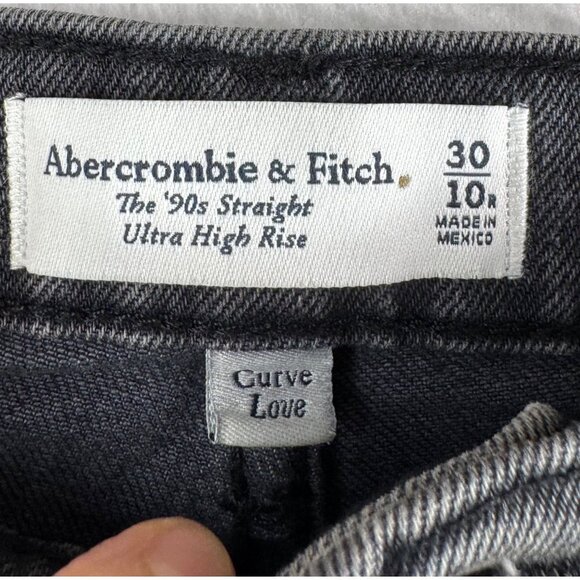 Abercrombie & Fitch.
The '90s Straight
Ultra High Rise
30
10R
MADE IN
MEXICO
Curve
Love